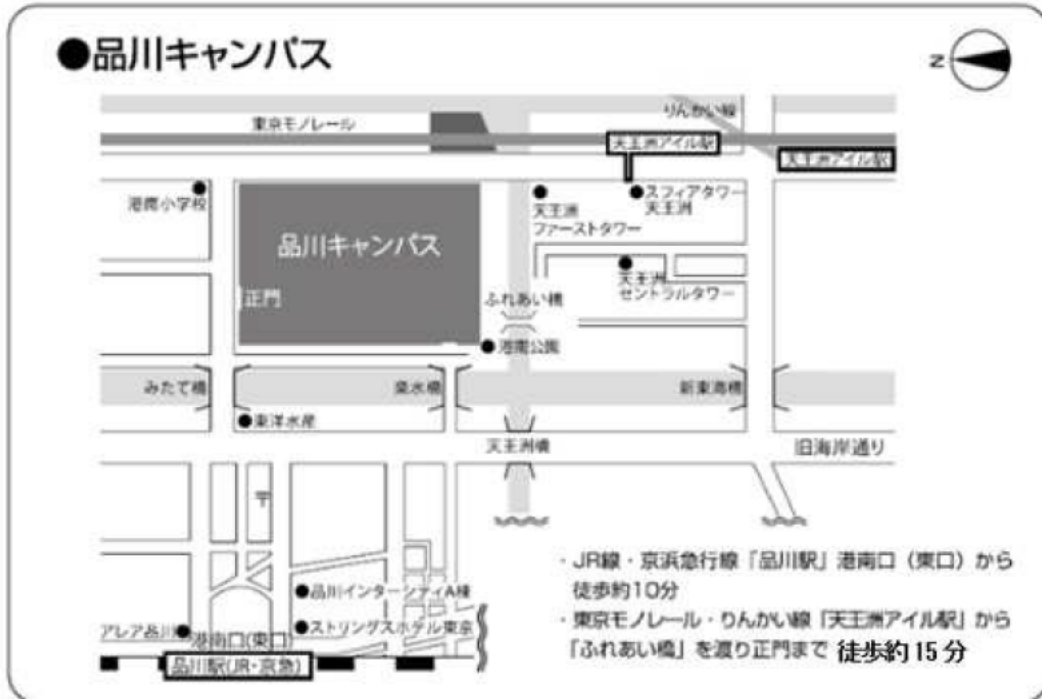 ●品川キャンパス
N
りんかい線
東京モノレール
天王洲アイル駅
天王洲アイル駅
港南小学校
品川キャンパス
天王洲
ファーストタワー
スフィアタワー
天王洲
天王洲
セントラルタワー
正門
ふれあい橋
港南公園
みたて橋
楽水橋
新東海橋
東洋水産
天王洲橋
旧海岸通り
〒
品川インターシティA棟
ストリングスホテル東京
アレア品川
港南口(東口)
品川駅(JR・京急)
・JR線・京浜急行線「品川駅」港南口（東口）から
徒歩約10分
・東京モノレール・りんかい線「天王洲アイル駅」から
「ふれあい橋」を渡り正門まで 徒歩約15分